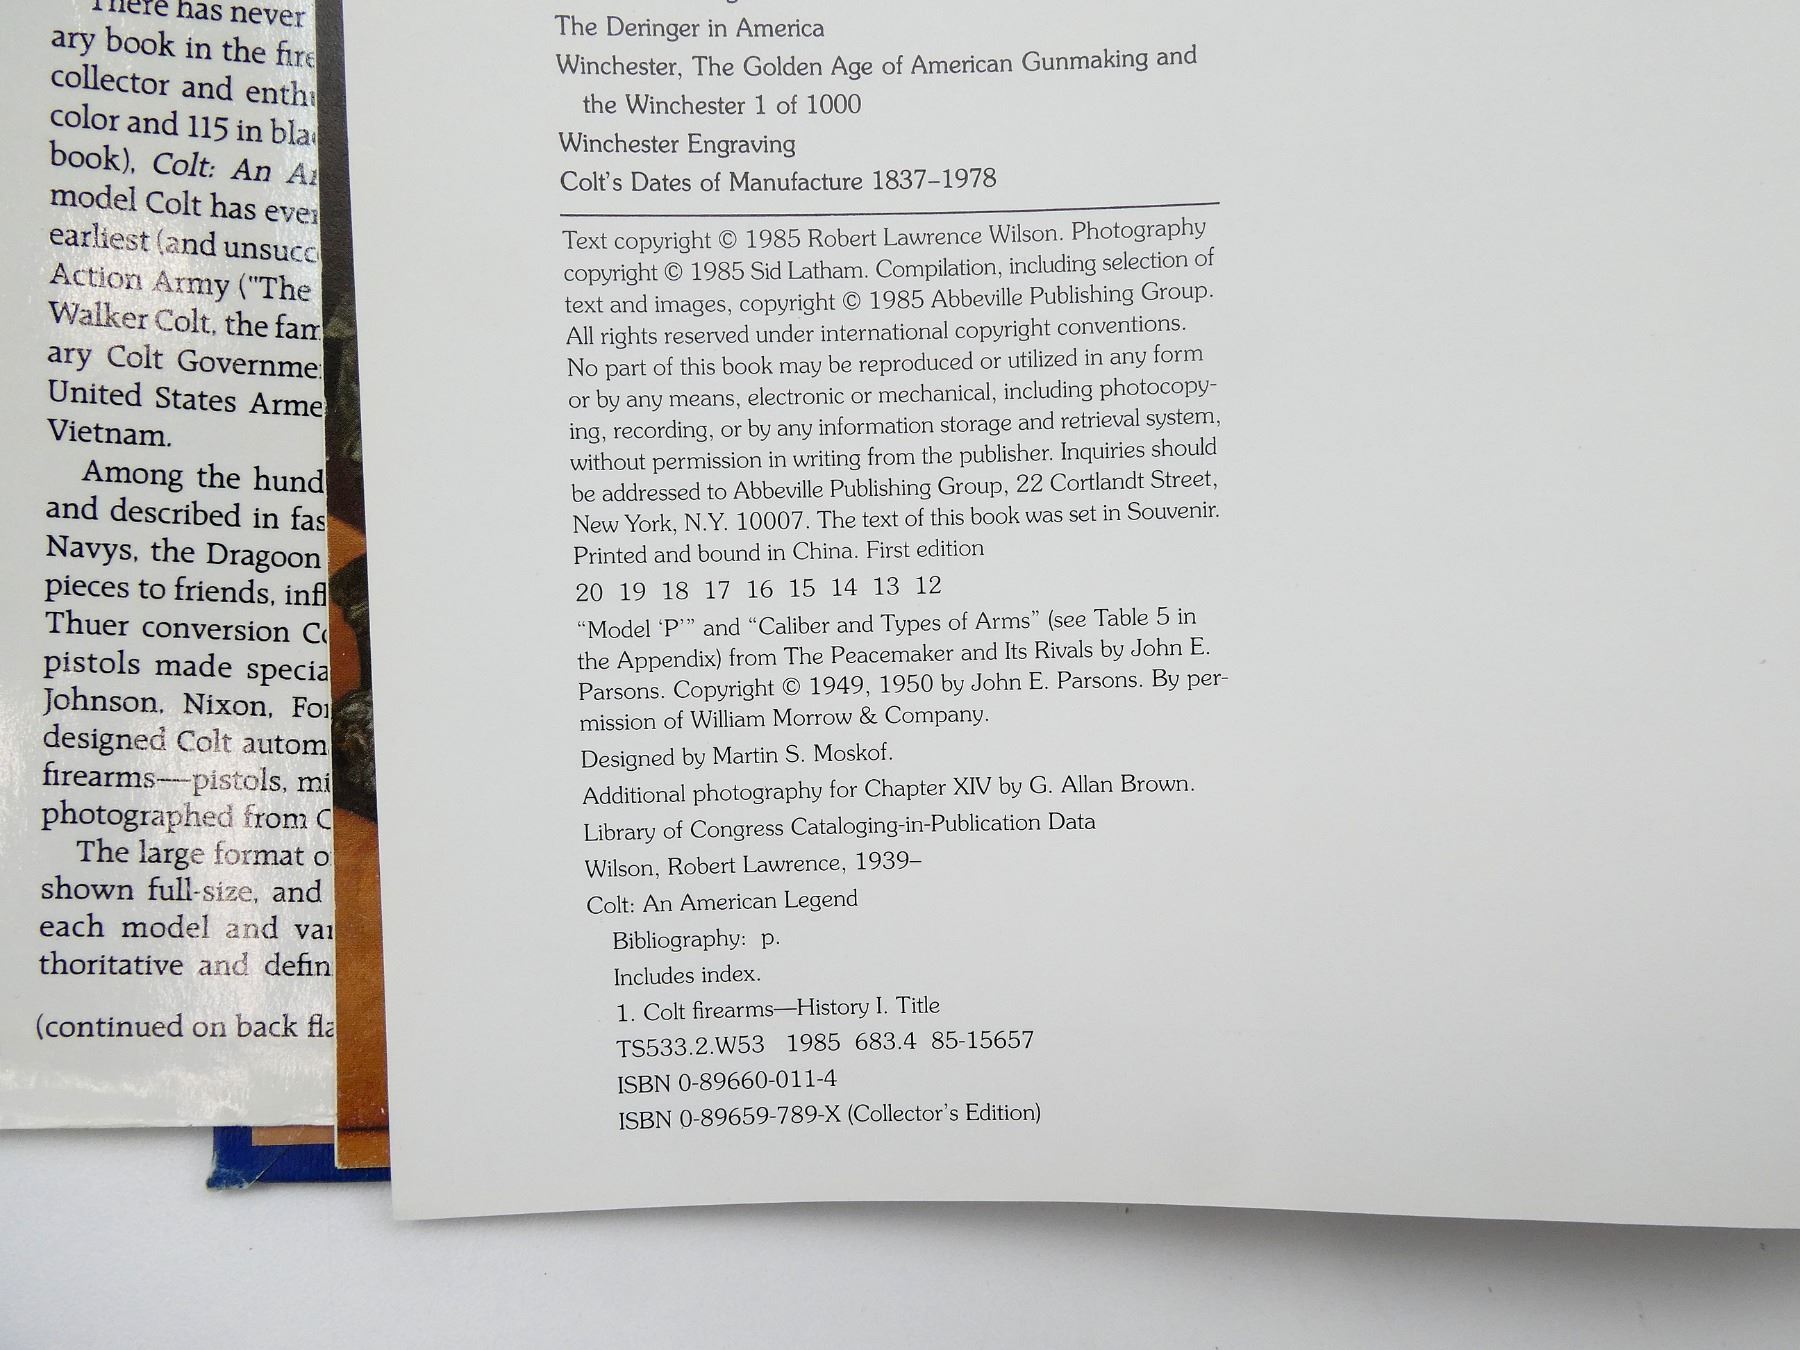 There has never
ary book in the fire
collector and enthu
color and 115 in bla
book), Colt: An A
model Colt has ever
earliest (and unsucc
Action Army ("The
Walker Colt, the fam
ary Colt Governme
United States Arme
Vietnam.
Among the hund
and described in fas
Navys, the Dragoon
pieces to friends, infl
Thuer conversion Co
pistols made specia
Johnson, Nixon, For
designed Colt autom
firearms—pistols, mi
photographed from C
The large format o
shown full-size, and
each model and var
thoritative and defin
(continued on back fla
The Deringer in America
Winchester, The Golden Age of American Gunmaking and
the Winchester 1 of 1000
Winchester Engraving
Colt's Dates of Manufacture 1837–1978
Text copyright © 1985 Robert Lawrence Wilson. Photography
copyright © 1985 Sid Latham. Compilation, including selection of
text and images, copyright © 1985 Abbeville Publishing Group.
All rights reserved under international copyright conventions.
No part of this book may be reproduced or utilized in any form
or by any means, electronic or mechanical, including photocopy-
ing, recording, or by any information storage and retrieval system,
without permission in writing from the publisher. Inquiries should
be addressed to Abbeville Publishing Group, 22 Cortlandt Street,
New York, N.Y. 10007. The text of this book was set in Souvenir.
Printed and bound in China. First edition
20 19 18 17 16 15 14 13 12
“Model ‘P’” and “Caliber and Types of Arms” (see Table 5 in
the Appendix) from The Peacemaker and Its Rivals by John E.
Parsons. Copyright © 1949, 1950 by John E. Parsons. By per-
mission of William Morrow & Company.
Designed by Martin S. Moskof.
Additional photography for Chapter XIV by G. Allan Brown.
Library of Congress Cataloging-in-Publication Data
Wilson, Robert Lawrence, 1939–
Colt: An American Legend
Bibliography: p.
Includes index.
1. Colt firearms—History I. Title
TS533.2.W53 1985 683.4 85-15657
ISBN 0-89660-011-4
ISBN 0-89659-789-X (Collector's Edition)